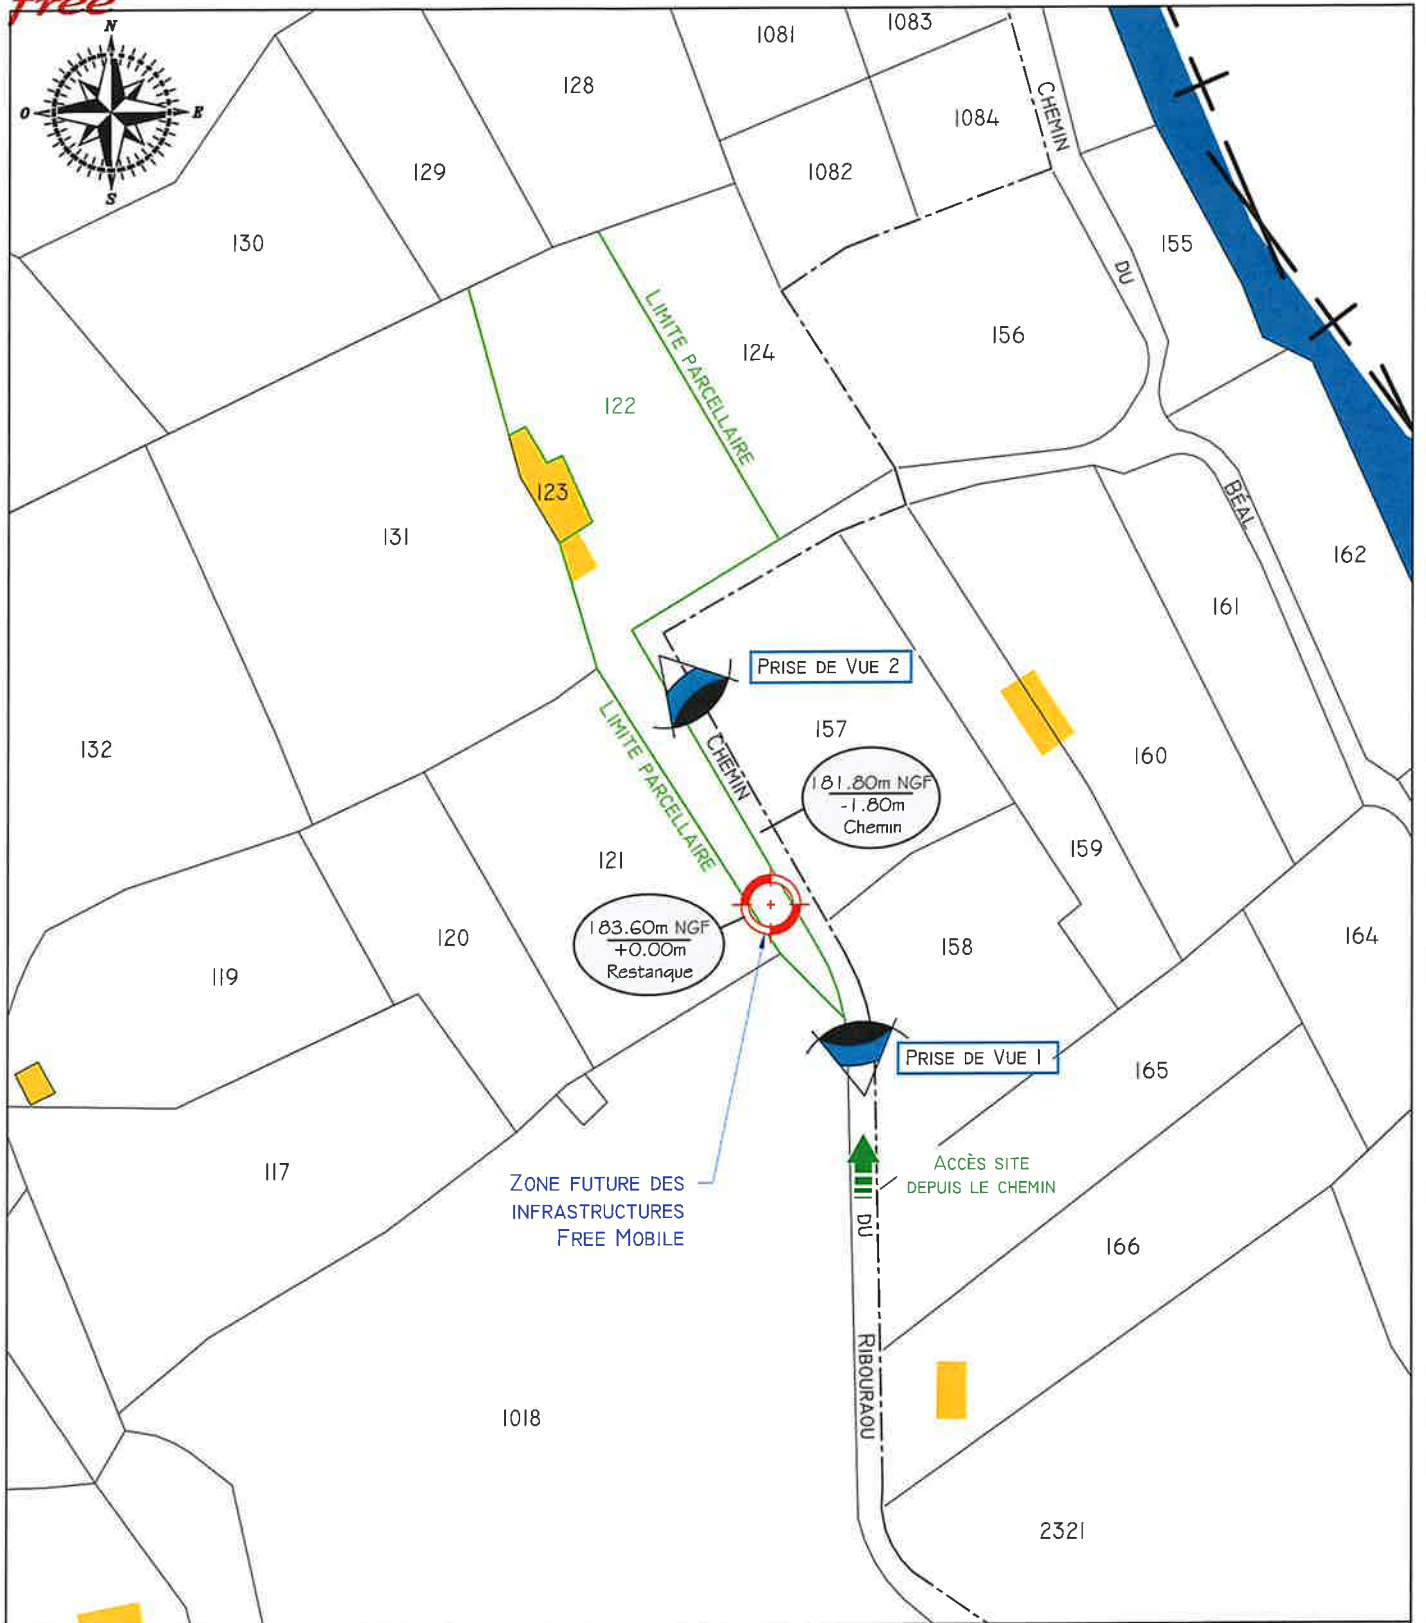 free
N
O
E
S
1081
1083
128
1084
CHEMIN
129
1082
130
155
DU
LIMITE PARCELLAIRE
156
124
122
123
BÉAL
131
162
161
PRISE DE VUE 2
157
132
LIMITE PARCELLAIRE
CHEMIN
160
181.80m NGF
-1.80m
Chemin
159
121
183.60m NGF
+0.00m
Restanque
120
158
164
119
PRISE DE VUE 1
165
117
ACCÈS SITE
DEPUIS LE CHEMIN
ZONE FUTURE DES
INFRASTRUCTURES
FREE MOBILE
DU
166
RIBOURAOU
1018
2321